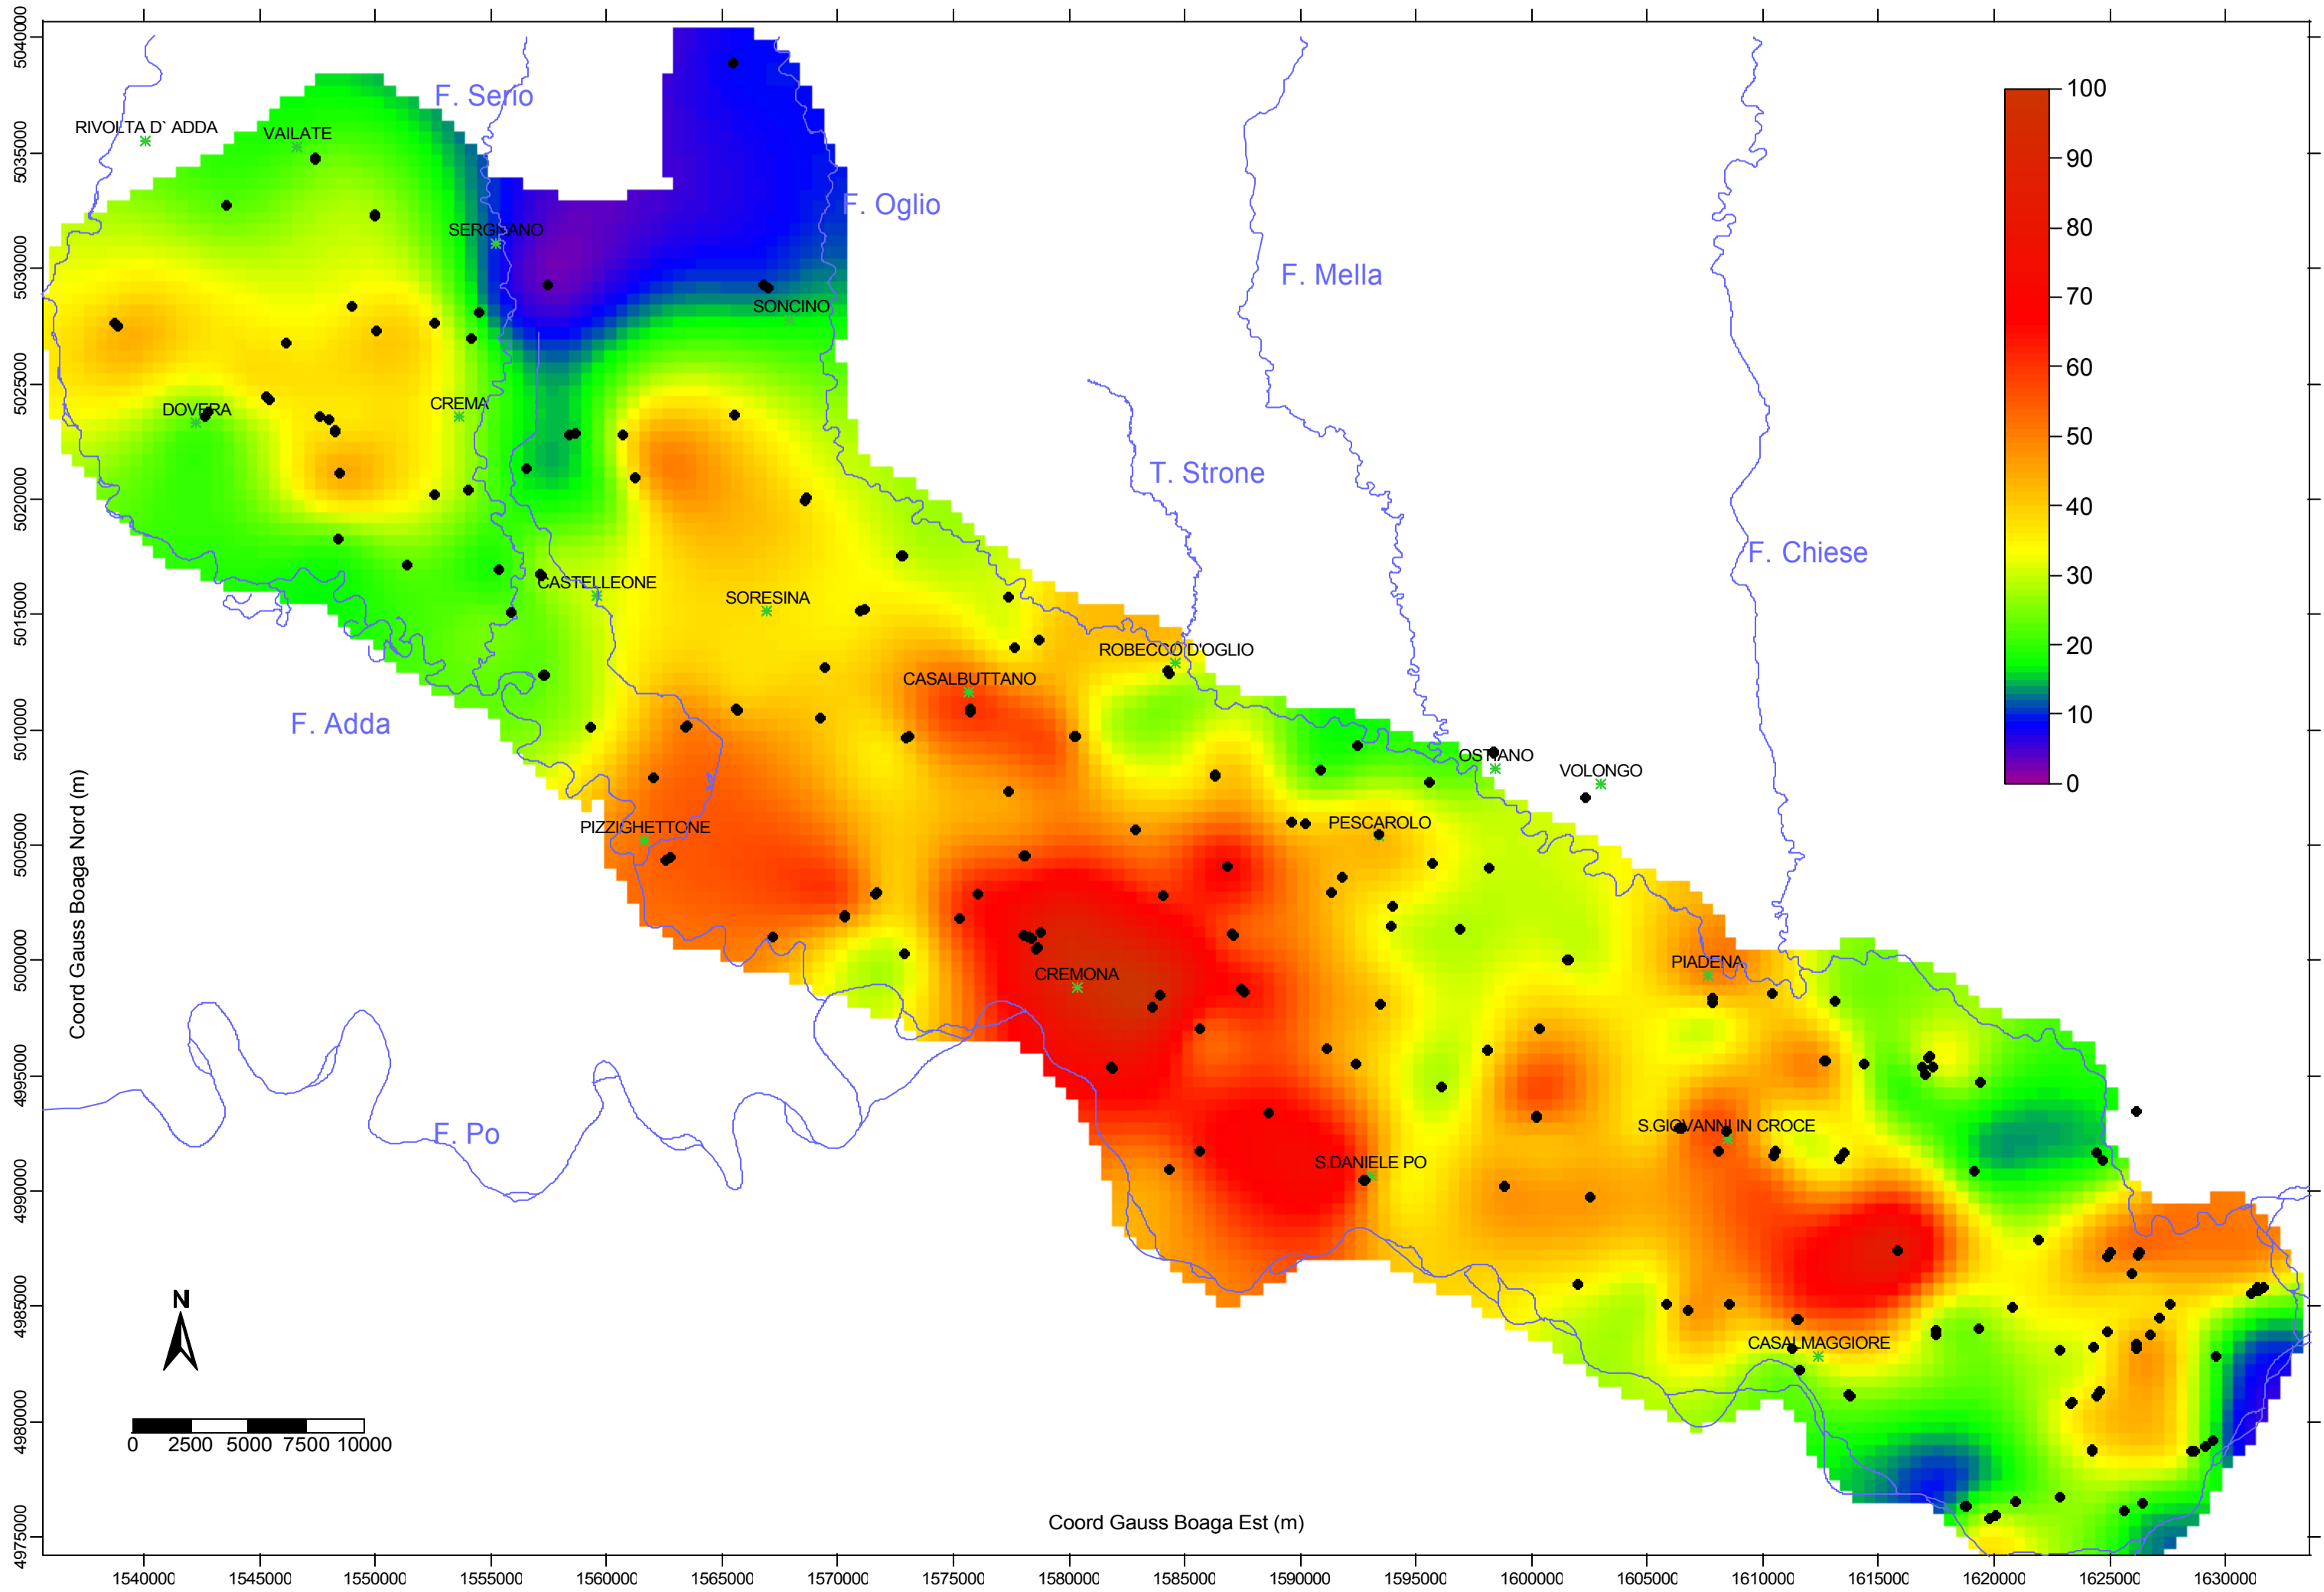 F. Serio
RIVOLTA D` ADDA
VAILATE
F. Oglio
SERGNANO
F. Mella
SONCINO
DOVERA
CREMA
T. Strone
F. Chiese
CASTELLEONE
SORESINA
ROBECCO D'OGLIO
CASALBUTTANO
F. Adda
OSTIANO
VOLONGO
PIZZIGHETTONE
PESCAROLO
PIADENA
CREMONA
F. Po
S.GIOVANNI IN CROCE
S.DANIELE PO
CASALMAGGIORE
100
90
80
70
60
50
40
30
20
10
0
N
0 2500 5000 7500 10000
Coord Gauss Boaga Nord (m)
5040000
5035000
5030000
5025000
5020000
5015000
5010000
5005000
5000000
4995000
4990000
4985000
4980000
4975000
Coord Gauss Boaga Est (m)
1540000 1545000 1550000 1555000 1560000 1565000 1570000 1575000 1580000 1585000 1590000 1595000 1600000 1605000 1610000 1615000 1620000 1625000 1630000